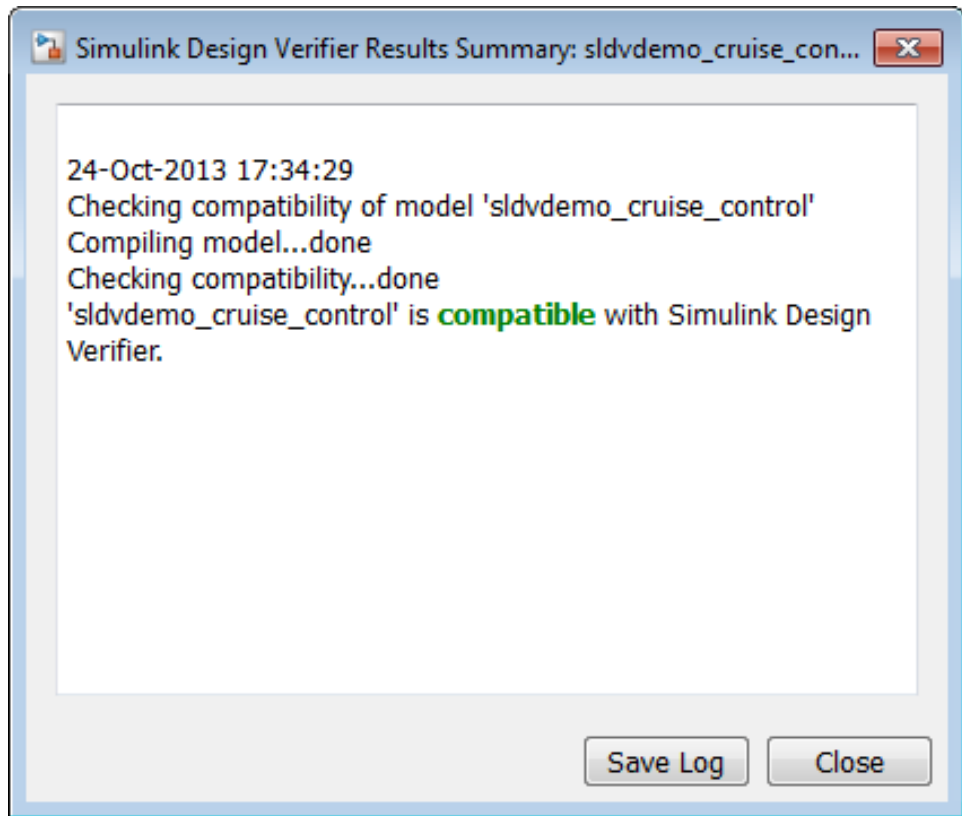 Simulink Design Verifier Results Summary: sldvdemo_cruise_con...
24-Oct-2013 17:34:29
Checking compatibility of model 'sldvdemo_cruise_control'
Compiling model...done
Checking compatibility...done
'sldvdemo_cruise_control' is compatible with Simulink Design
Verifier.
Save Log
Close